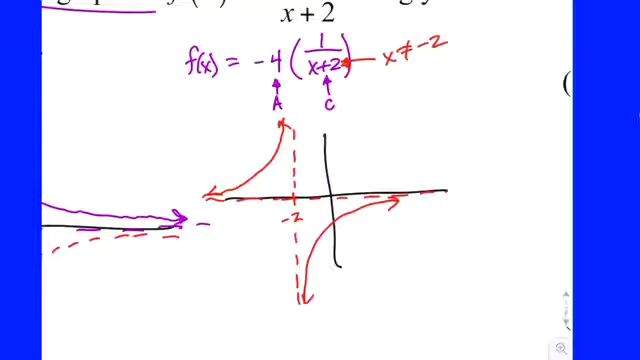 x + 2
f(x) = -4 ( 1 / x+2 ) ← x ≠ -2
A C
-2